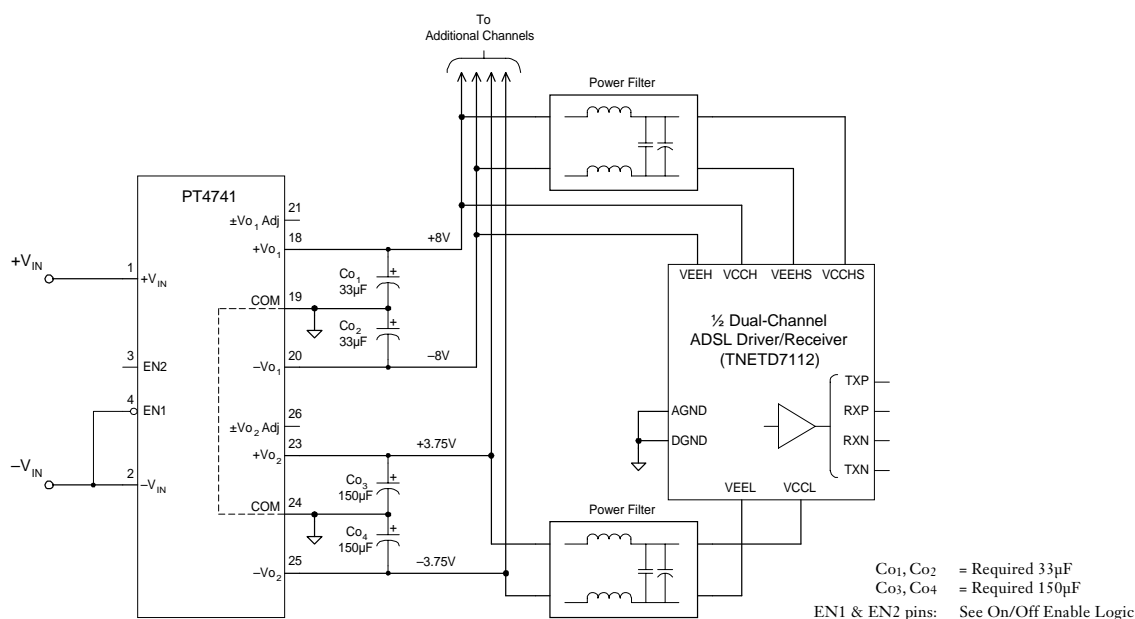 To
Additional Channels
Power Filter
PT4741
21
±Vo1 Adj
18
+Vo1
+8V
+VIN
1
+VIN
Co1
33µF
COM
19
VEEH
VCCH
VEEHS
VCCHS
½ Dual-Channel
ADSL Driver/Receiver
(TNETD7112)
Co2
33µF
3
EN2
20
–Vo1
–8V
4
EN1
26
±Vo2 Adj
23
+Vo2
+3.75V
TXP
RXP
RXN
TXN
AGND
DGND
–VIN
2
–VIN
Co3
150µF
VEEL
VCCL
24
COM
Power Filter
Co4
150µF
25
–Vo2
–3.75V
Co1, Co2 = Required 33µF
Co3, Co4 = Required 150µF
EN1 & EN2 pins: See On/Off Enable Logic